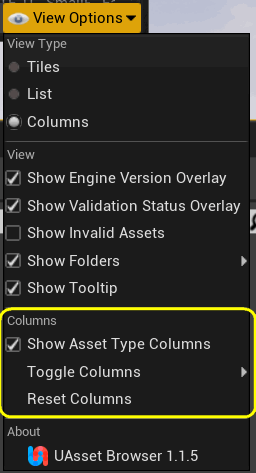 View Options
View Type
Tiles
List
Columns
View
Show Engine Version Overlay
Show Validation Status Overlay
Show Invalid Assets
Show Folders
Show Tooltip
Columns
Show Asset Type Columns
Toggle Columns
Reset Columns
About
UAsset Browser 1.1.5